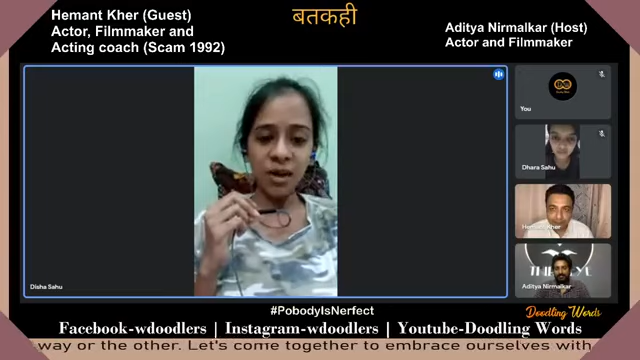 Hemant Kher (Guest)
Actor, Filmmaker and
Acting coach (Scam 1992)
बतकही
Aditya Nirmalkar (Host)
Actor and Filmmaker
You
Dhara Sahu
Hemant Kher
Aditya Nirmalkar
Disha Sahu
#PobodyIsNerfect
Doodling Words
Facebook-wdoodlers | Instagram-wdoodlers | Youtube-Doodling Words
way or the other. Let's come together to embrace ourselves with